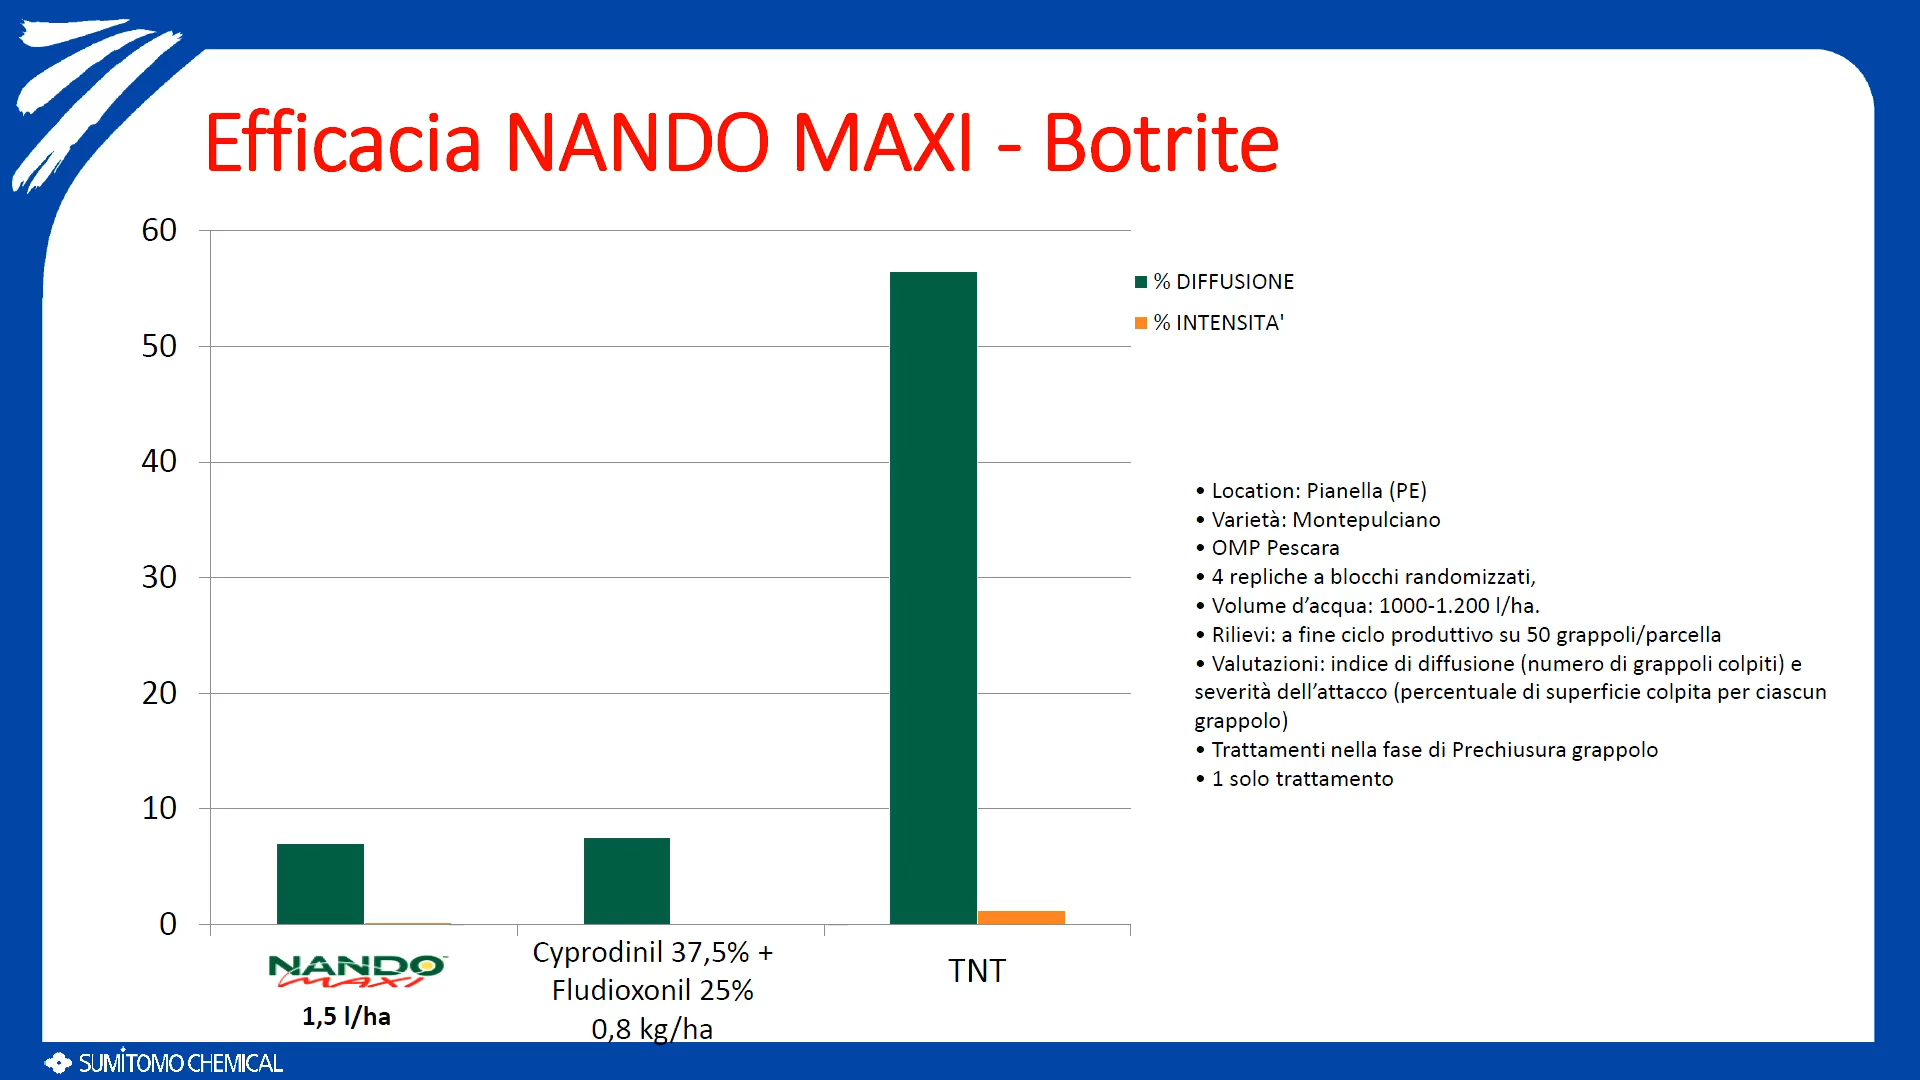 Efficacia NANDO MAXI - Botrite
60
50
40
30
20
10
0
% DIFFUSIONE
% INTENSITA'
NANDO
MAXI
1,5 l/ha
Cyprodinil 37,5% +
Fludioxonil 25%
0,8 kg/ha
TNT
• Location: Pianella (PE)
• Varietà: Montepulciano
• OMP Pescara
• 4 repliche a blocchi randomizzati,
• Volume d’acqua: 1000-1.200 l/ha.
• Rilievi: a fine ciclo produttivo su 50 grappoli/parcella
• Valutazioni: indice di diffusione (numero di grappoli colpiti) e
severità dell’attacco (percentuale di superficie colpita per ciascun
grappolo)
• Trattamenti nella fase di Prechiusura grappolo
• 1 solo trattamento
SUMITOMO CHEMICAL